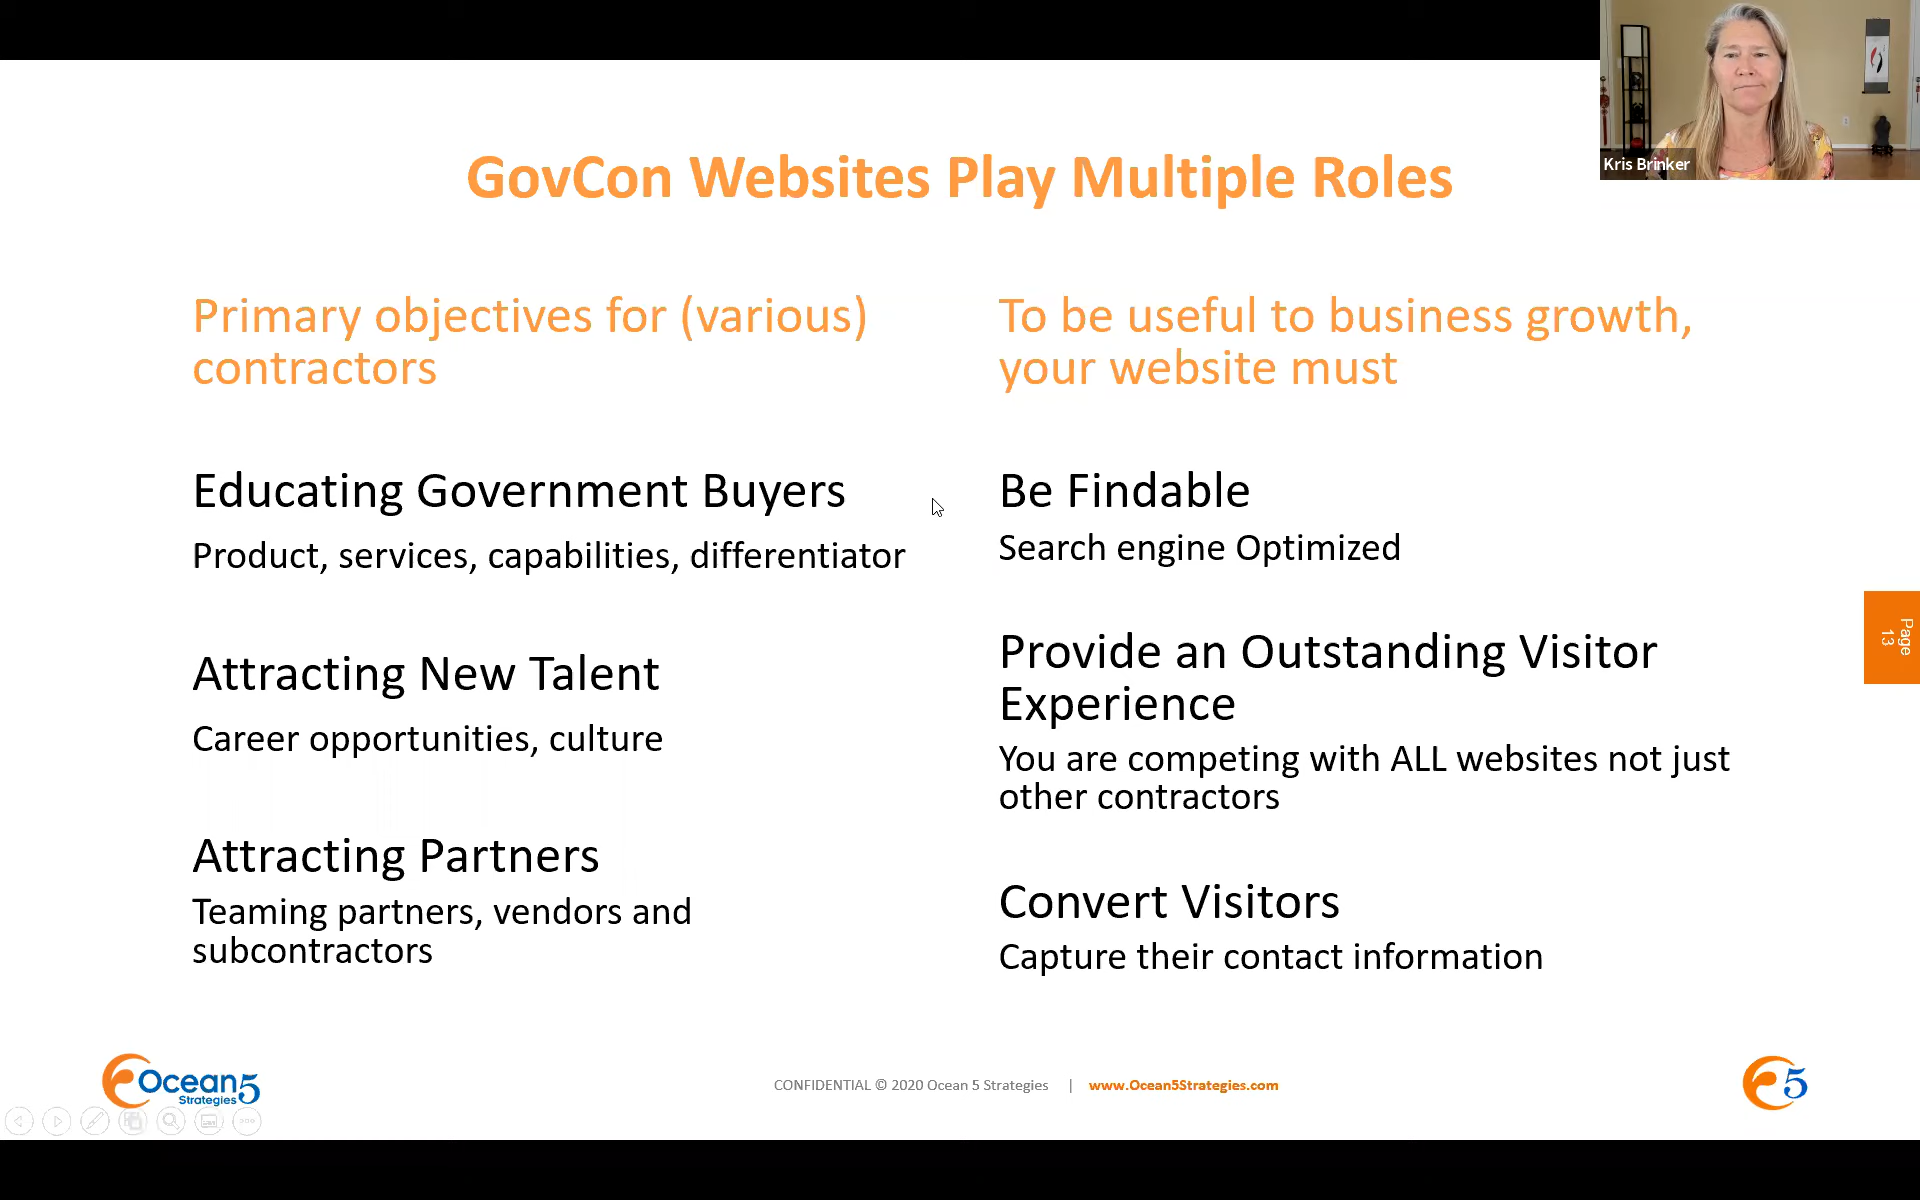 Kris Brinker
GovCon Websites Play Multiple Roles
Primary objectives for (various)
contractors
Educating Government Buyers
Product, services, capabilities, differentiator
Attracting New Talent
Career opportunities, culture
Attracting Partners
Teaming partners, vendors and
subcontractors
To be useful to business growth,
your website must
Be Findable
Search engine Optimized
Provide an Outstanding Visitor
Experience
You are competing with ALL websites not just
other contractors
Convert Visitors
Capture their contact information
Page
13
Ocean5
Strategies
CONFIDENTIAL © 2020 Ocean 5 Strategies | www.Ocean5Strategies.com
5